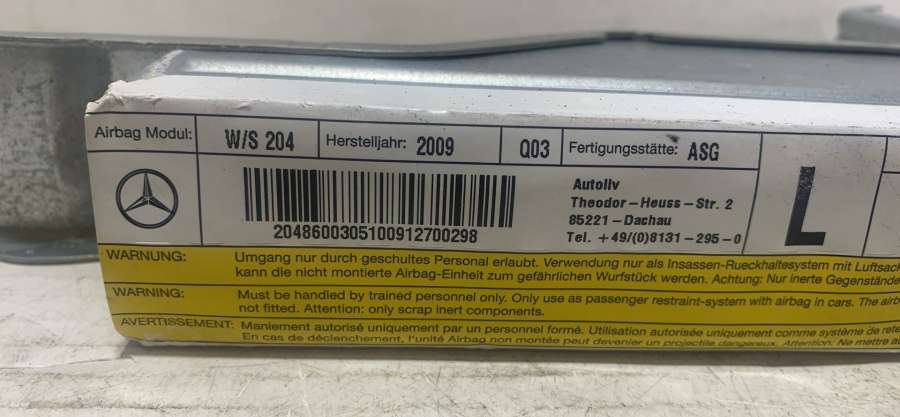 Airbag Modul: W/S 204 Herstelljahr: 2009 Q03 Fertigungsstätte: ASG
Autoliv
Theodor-Heuss-Str. 2
85221-Dachau
Tel. +49/(0)8131-295-0
L
2048600305100912700298
WARNUNG: Umgang nur durch geschultes Personal erlaubt. Verwendung nur als Insassen-Rueckhaltesystem mit Luftsack
kann die nicht montierte Airbag-Einheit zum gefährlichen Wurfstück werden. Achtung: Nur inerte Gegenstände
WARNING: Must be handled by trained personnel only. Only use as passenger restraint-system with airbag in cars. The airb
not fitted. Attention: only scrap inert components.
AVERTISSEMENT: Maniement autorisé uniquement par un personnel formé. Utilisation autorisée uniquement comme système de rete
En cas de déclenchement, l'unité Airbag non montée peut devenir un projectile dangereux. Attention: Ne mettre a